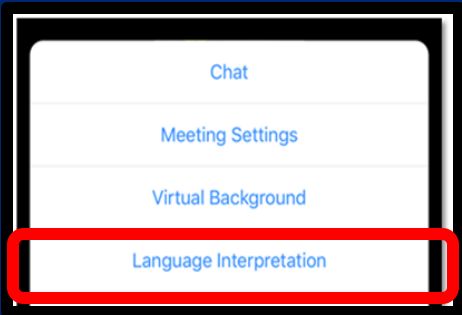 Chat
Meeting Settings
Virtual Background
Language Interpretation